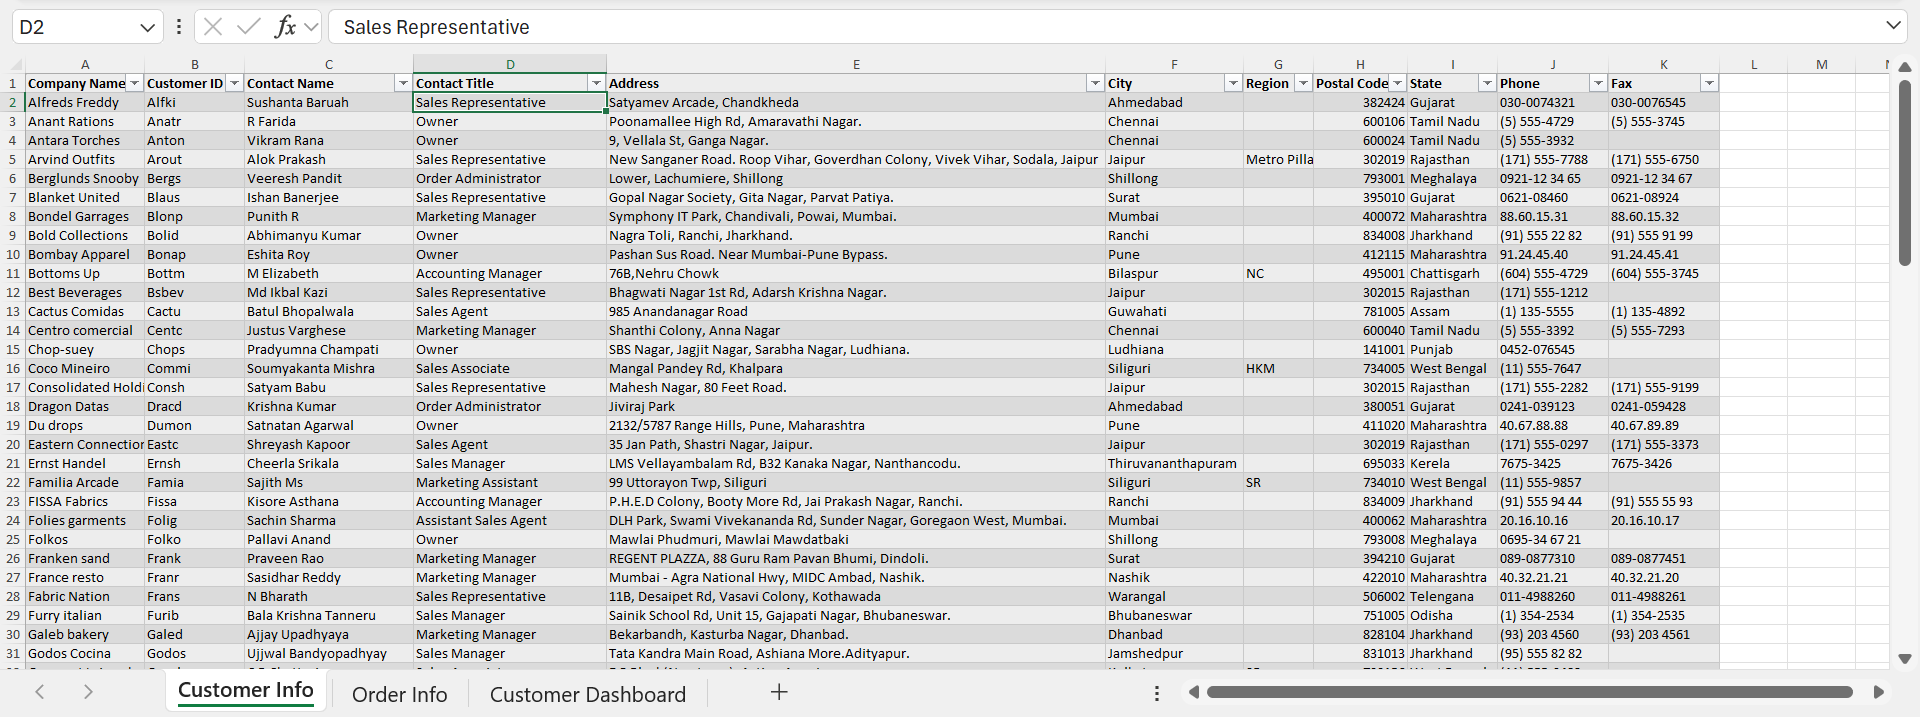 D2 fx Sales Representative
A B C D E F G H I J K L M
1 Company Name Customer ID Contact Name Contact Title Address City Region Postal Code State Phone Fax
2 Alfreds Freddy Alfki Sushanta Baruah Sales Representative Satyamev Arcade, Chandkheda Ahmedabad 382424 Gujarat 030-0074321 030-0076545
3 Anant Rations Anatr R Farida Owner Poonamallee High Rd, Amaravathi Nagar. Chennai 600106 Tamil Nadu (5) 555-4729 (5) 555-3745
4 Antara Torches Anton Vikram Rana Owner 9, Vellala St, Ganga Nagar. Chennai 600024 Tamil Nadu (5) 555-3932
5 Arvind Outfits Arout Alok Prakash Sales Representative New Sanganer Road. Roop Vihar, Goverdhan Colony, Vivek Vihar, Sodala, Jaipur Jaipur Metro Pilla 302019 Rajasthan (171) 555-7788 (171) 555-6750
6 Berglunds Snooby Bergs Veeresh Pandit Order Administrator Lower, Lachumiere, Shillong Shillong 793001 Meghalaya 0921-12 34 65 0921-12 34 67
7 Blanket United Blaus Ishan Banerjee Sales Representative Gopal Nagar Society, Gita Nagar, Parvat Patiya. Surat 395010 Gujarat 0621-08460 0621-08924
8 Bondel Garrages Blonp Punith R Marketing Manager Symphony IT Park, Chandivali, Powai, Mumbai. Mumbai 400072 Maharashtra 88.60.15.31 88.60.15.32
9 Bold Collections Bolid Abhimanyu Kumar Owner Nagra Toli, Ranchi, Jharkhand. Ranchi 834008 Jharkhand (91) 555 22 82 (91) 555 91 99
10 Bombay Apparel Bonap Eshita Roy Owner Pashan Sus Road. Near Mumbai-Pune Bypass. Pune 412115 Maharashtra 91.24.45.40 91.24.45.41
11 Bottoms Up Bottm M Elizabeth Accounting Manager 76B,Nehru Chowk Bilaspur NC 495001 Chattisgarh (604) 555-4729 (604) 555-3745
12 Best Beverages Bsbev Md Ikbal Kazi Sales Representative Bhagwati Nagar 1st Rd, Adarsh Krishna Nagar. Jaipur 302015 Rajasthan (171) 555-1212
13 Cactus Comidas Cactu Batul Bhopalwala Sales Agent 985 Anandanagar Road Guwahati 781005 Assam (1) 135-5555 (1) 135-4892
14 Centro comercial Centc Justus Varghese Marketing Manager Shanthi Colony, Anna Nagar Chennai 600040 Tamil Nadu (5) 555-3392 (5) 555-7293
15 Chop-suey Chops Pradyumna Champati Owner SBS Nagar, Jagjit Nagar, Sarabha Nagar, Ludhiana. Ludhiana 141001 Punjab 0452-076545
16 Coco Mineiro Commi Soumyakanta Mishra Sales Associate Mangal Pandey Rd, Khalpara Siliguri HKM 734005 West Bengal (11) 555-7647
17 Consolidated Holdi Consh Satyam Babu Sales Representative Mahesh Nagar, 80 Feet Road. Jaipur 302015 Rajasthan (171) 555-2282 (171) 555-9199
18 Dragon Datas Dracd Krishna Kumar Order Administrator Jiviraj Park Ahmedabad 380051 Gujarat 0241-039123 0241-059428
19 Du drops Dumon Satnatan Agarwal Owner 2132/5787 Range Hills, Pune, Maharashtra Pune 411020 Maharashtra 40.67.88.88 40.67.89.89
20 Eastern Connection Eastc Shreyash Kapoor Sales Agent 35 Jan Path, Shastri Nagar, Jaipur. Jaipur 302019 Rajasthan (171) 555-0297 (171) 555-3373
21 Ernst Handel Ernsh Cheerla Srikala Sales Manager LMS Vellayambalam Rd, B32 Kanaka Nagar, Nanthancodu. Thiruvananthapuram 695033 Kerela 7675-3425 7675-3426
22 Familia Arcade Famia Sajith Ms Marketing Assistant 99 Uttorayon Twp, Siliguri Siliguri SR 734010 West Bengal (11) 555-9857
23 FISSA Fabrics Fissa Kisore Asthana Accounting Manager P.H.E.D Colony, Booty More Rd, Jai Prakash Nagar, Ranchi. Ranchi 834009 Jharkhand (91) 555 94 44 (91) 555 55 93
24 Folies garments Folig Sachin Sharma Assistant Sales Agent DLH Park, Swami Vivekananda Rd, Sunder Nagar, Goregaon West, Mumbai. Mumbai 400062 Maharashtra 20.16.10.16 20.16.10.17
25 Folkos Folko Pallavi Anand Owner Mawlai Phudmuri, Mawlai Mawdatbaki Shillong 793008 Meghalaya 0695-34 67 21
26 Franken sand Frank Praveen Rao Marketing Manager REGENT PLAZZA, 88 Guru Ram Pavan Bhumi, Dindoli. Surat 394210 Gujarat 089-0877310 089-0877451
27 France resto Franr Sasidhar Reddy Marketing Manager Mumbai - Agra National Hwy, MIDC Ambad, Nashik. Nashik 422010 Maharashtra 40.32.21.21 40.32.21.20
28 Fabric Nation Frans N Bharath Sales Representative 11B, Desaipet Rd, Vasavi Colony, Kothawada Warangal 506002 Telengana 011-4988260 011-4988261
29 Furry italian Furib Bala Krishna Tanneru Sales Manager Sainik School Rd, Unit 15, Gajapati Nagar, Bhubaneswar. Bhubaneswar 751005 Odisha (1) 354-2534 (1) 354-2535
30 Galeb bakery Galed Ajjay Upadhyaya Marketing Manager Bekarbandh, Kasturba Nagar, Dhanbad. Dhanbad 828104 Jharkhand (93) 203 4560 (93) 203 4561
31 Godos Cocina Godos Ujjwal Bandyopadhyay Sales Manager Tata Kandra Main Road, Ashiana More.Adityapur. Jamshedpur 831013 Jharkhand (95) 555 82 82
Customer Info Order Info Customer Dashboard